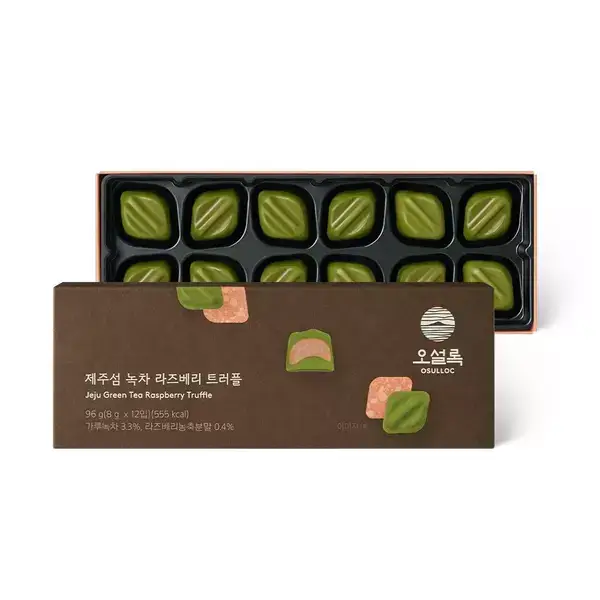 오설록
OSULLOC
제주섬 녹차 라즈베리 트러플
Jeju Green Tea Raspberry Truffle
96 g(8 g x 12입)(555 kcal)
가루녹차 3.3%, 라즈베리농축분말 0.4%